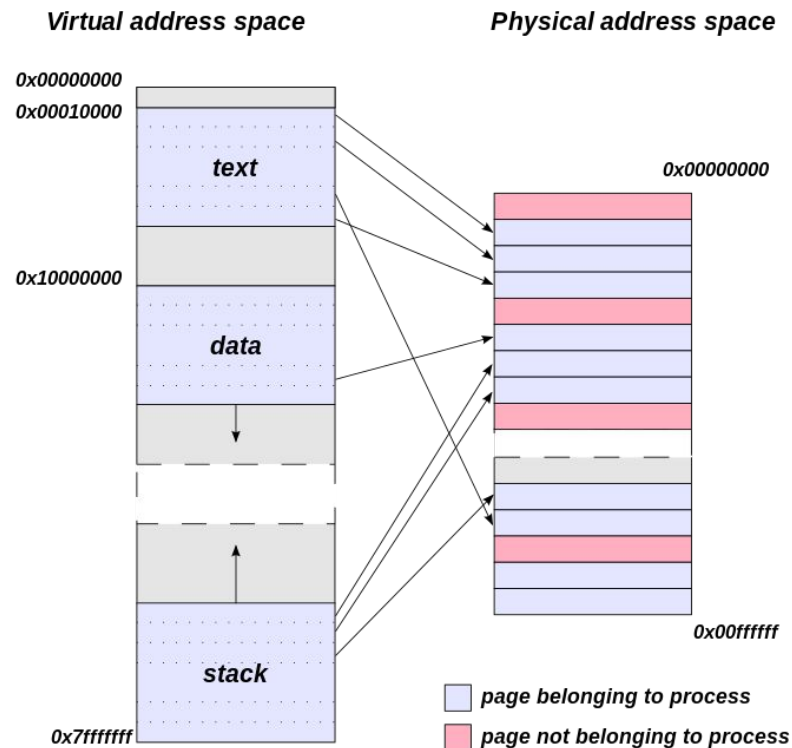 Virtual address space
Physical address space
0x00000000
0x00010000
text
0x00000000
0x10000000
data
stack
0x00ffffff
page belonging to process
0x7fffffff
page not belonging to process